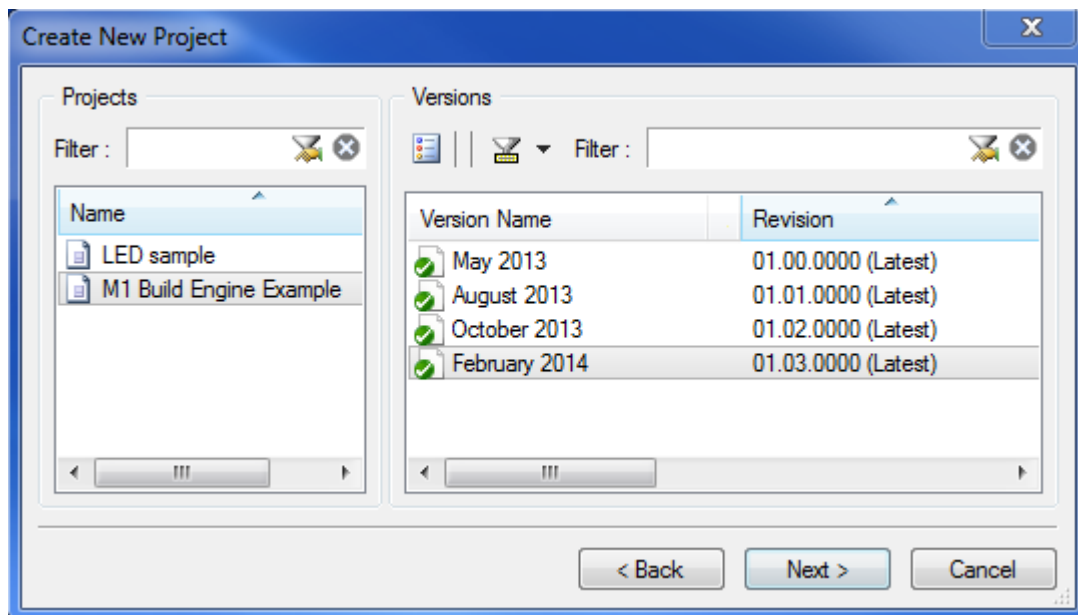 Create New Project
Projects
Filter :
Name
LED sample
M1 Build Engine Example
Versions
Filter :
Version Name Revision
May 2013 01.00.0000 (Latest)
August 2013 01.01.0000 (Latest)
October 2013 01.02.0000 (Latest)
February 2014 01.03.0000 (Latest)
< Back Next > Cancel